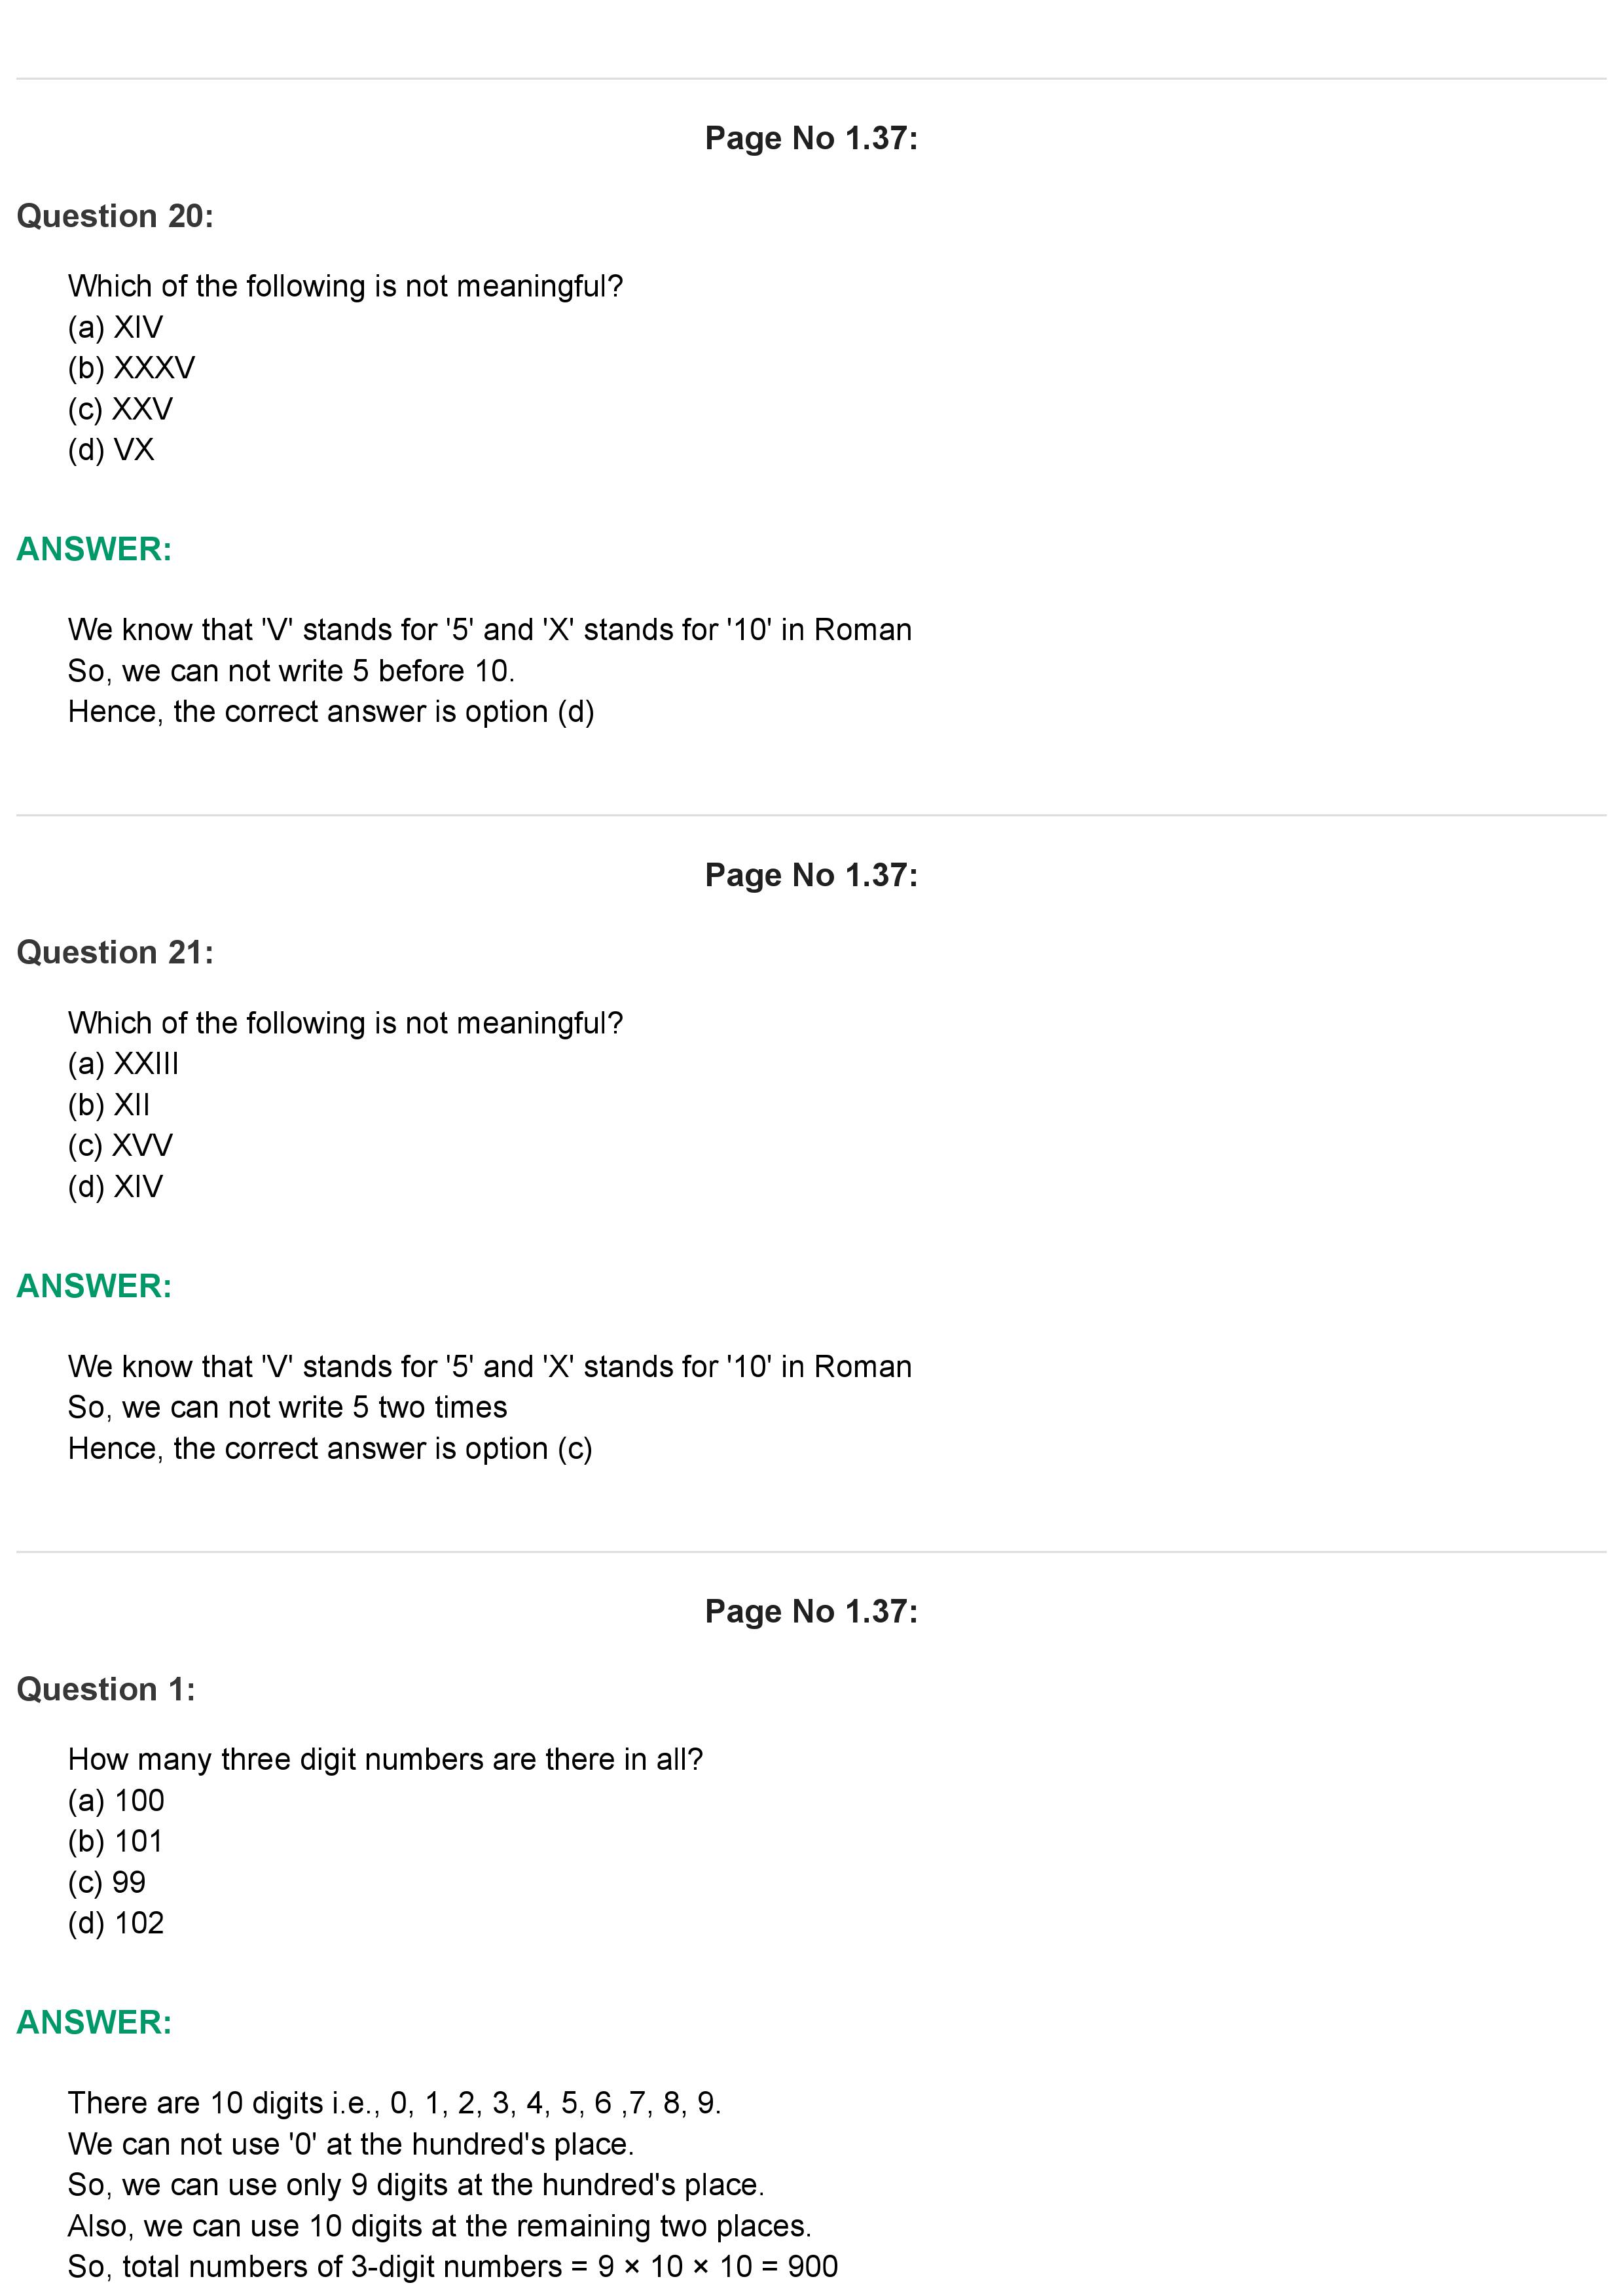 Page No 1.37:
Question 20:
Which of the following is not meaningful?
(a) XIV
(b) XXXV
(c) XXV
(d) VX
ANSWER:
We know that 'V' stands for '5' and 'X' stands for '10' in Roman
So, we can not write 5 before 10.
Hence, the correct answer is option (d)
Page No 1.37:
Question 21:
Which of the following is not meaningful?
(a) XXIII
(b) XII
(c) XVV
(d) XIV
ANSWER:
We know that 'V' stands for '5' and 'X' stands for '10' in Roman
So, we can not write 5 two times
Hence, the correct answer is option (c)
Page No 1.37:
Question 1:
How many three digit numbers are there in all?
(a) 100
(b) 101
(c) 99
(d) 102
ANSWER:
There are 10 digits i.e., 0, 1, 2, 3, 4, 5, 6 ,7, 8, 9.
We can not use '0' at the hundred's place.
So, we can use only 9 digits at the hundred's place.
Also, we can use 10 digits at the remaining two places.
So, total numbers of 3-digit numbers = 9 × 10 × 10 = 900